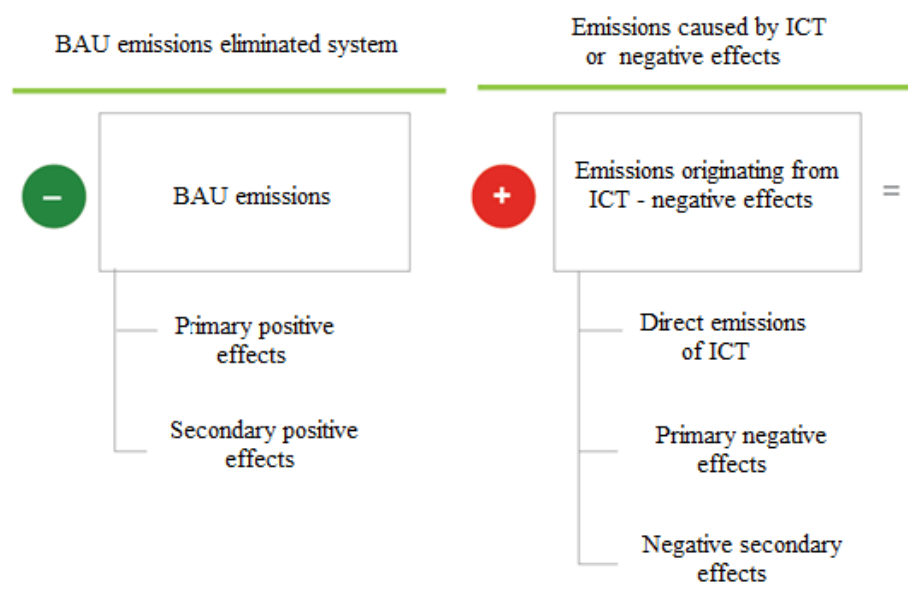 BAU emissions eliminated system
Emissions caused by ICT
or negative effects
–
BAU emissions
+
Emissions originating from
ICT - negative effects
=
Primary positive
effects
Secondary positive
effects
Direct emissions
of ICT
Primary negative
effects
Negative secondary
effects